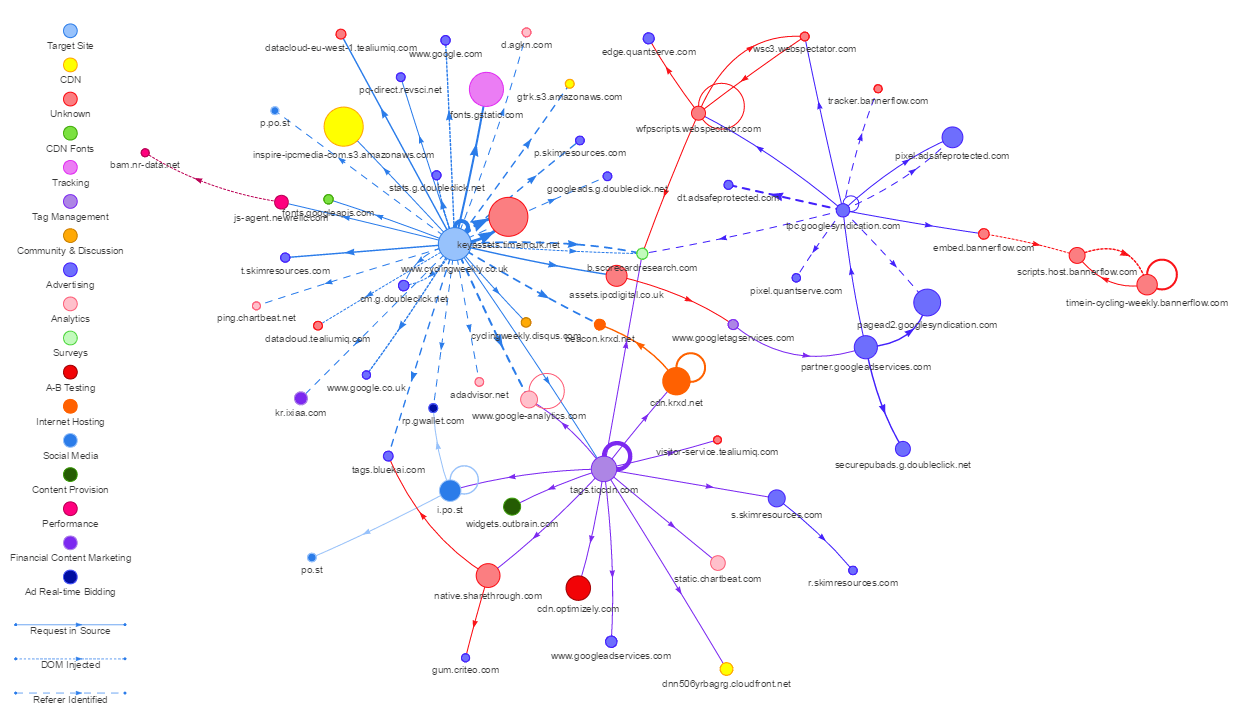 Target Site
CDN
Unknown
CDN Fonts
Tracking
Tag Management
Community & Discussion
Advertising
Analytics
Surveys
A-B Testing
Internet Hosting
Social Media
Content Provision
Performance
Financial Content Marketing
Ad Real-time Bidding
Request in Source
DOM Injected
Referer Identified
datacloud-eu-west-1.tealiumiq.com
www.google.com
d.agkn.com
edge.quantserve.com
wsc3.webspectator.com
pq-direct.revsci.net
gtrk.s3.amazonaws.com
tracker.bannerflow.com
p.po.st
fonts.gstatic.com
wfpscripts.webspectator.com
inspire-ipcmedia-com.s3.amazonaws.com
p.skimresources.com
pixel.adsafeprotected.com
bam.nr-data.net
stats.g.doubleclick.net
googleads.g.doubleclick.net
dt.adsafeprotected.com
js-agent.newrelic.com
fonts.googleapis.com
tpc.googlesyndication.com
keyassets.timeincuk.net
embed.bannerflow.com
www.cyclingweekly.co.uk
b.scorecardresearch.com
t.skimresources.com
scripts.host.bannerflow.com
assets.ipcdigital.co.uk
pixel.quantserve.com
cm.g.doubleclick.net
timein-cycling-weekly.bannerflow.com
ping.chartbeat.net
datacloud.tealiumiq.com
cyclingweekly.disqus.com
beacon.krxd.net
www.googletagservices.com
pagead2.googlesyndication.com
partner.googleadservices.com
www.google.co.uk
adadvisor.net
cdn.krxd.net
kr.ixiaa.com
rp.gwallet.com
www.google-analytics.com
visitor-service.tealiumiq.com
tags.bluekai.com
securepubads.g.doubleclick.net
tags.tiqcdn.com
i.po.st
widgets.outbrain.com
s.skimresources.com
po.st
static.chartbeat.com
r.skimresources.com
native.sharethrough.com
cdn.optimizely.com
www.googleadservices.com
gum.criteo.com
dnn506yrbagrg.cloudfront.net